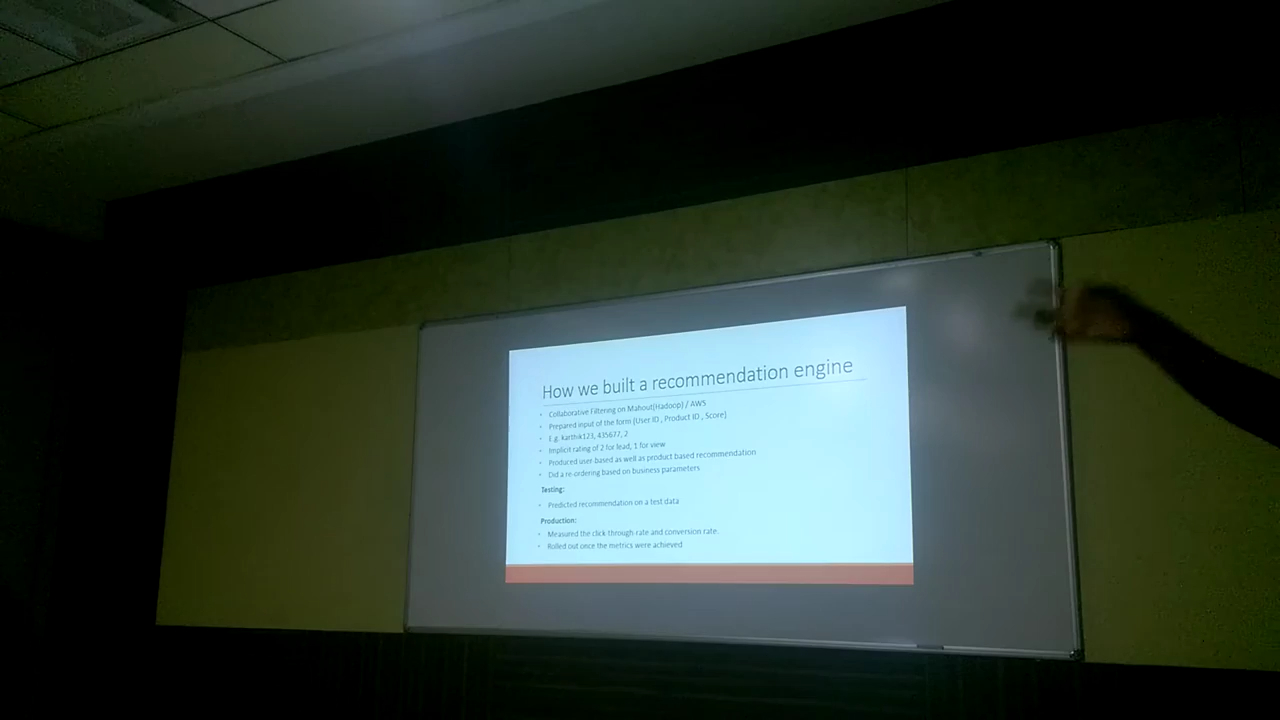 How we built a recommendation engine
• Collaborative Filtering on Mahout(Hadoop) / AWS
• Prepared input of the form (User ID , Product ID , Score)
• E.g. karthik123, 435677, 2
• Implicit rating of 2 for lead, 1 for view
• Produced user-based as well as product based recommendation
• Did a re-ordering based on business parameters
Testing:
• Predicted recommendation on a test data
Production:
• Measured the click-through-rate and conversion rate.
• Rolled out once the metrics were achieved